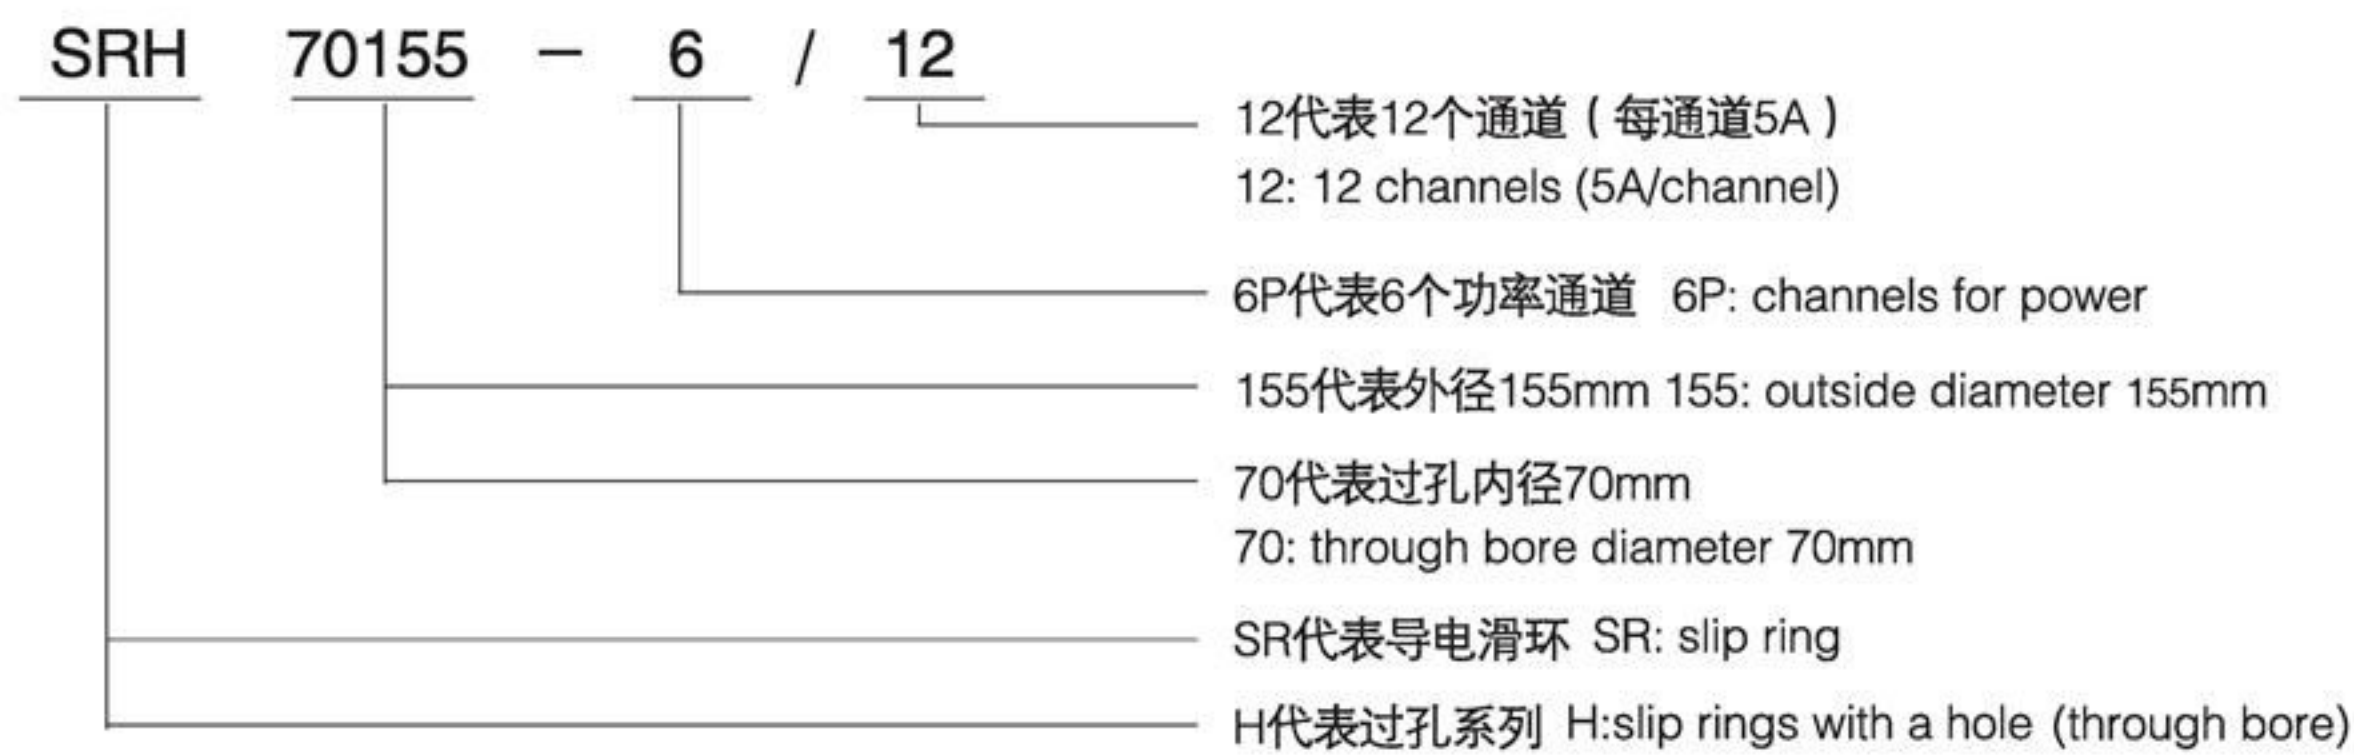 SRH 70155 — 6 / 12
12代表12个通道（每通道5A）
12: 12 channels (5A/channel)
6P代表6个功率通道 6P: channels for power
155代表外径155mm 155: outside diameter 155mm
70代表过孔内径70mm
70: through bore diameter 70mm
SR代表导电滑环 SR: slip ring
H代表过孔系列 H:slip rings with a hole (through bore)